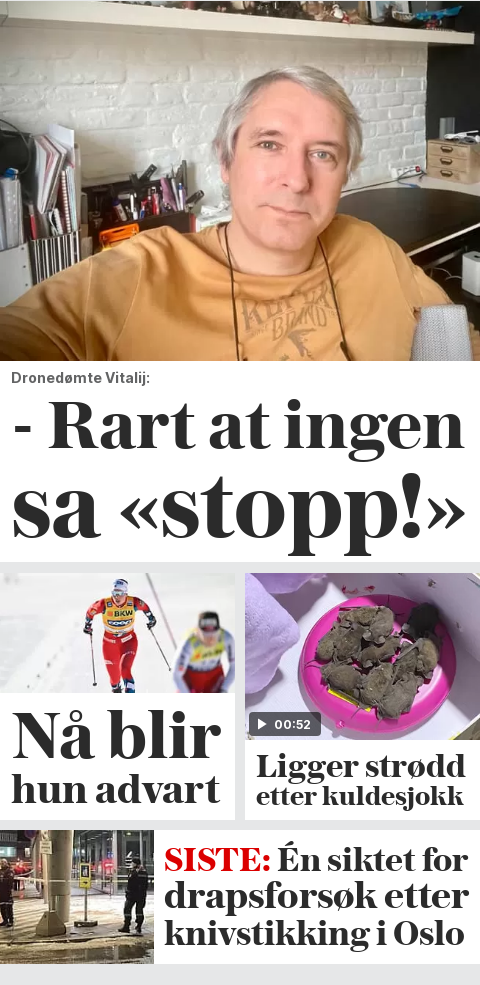 Dronedømte Vitalij:
- Rart at ingen
sa «stopp!»
BKW
coop
Nå blir
hun advart
00:52
Ligger strødd
etter kuldesjokk
SISTE: Én siktet for
drapsforsøk etter
knivstikking i Oslo